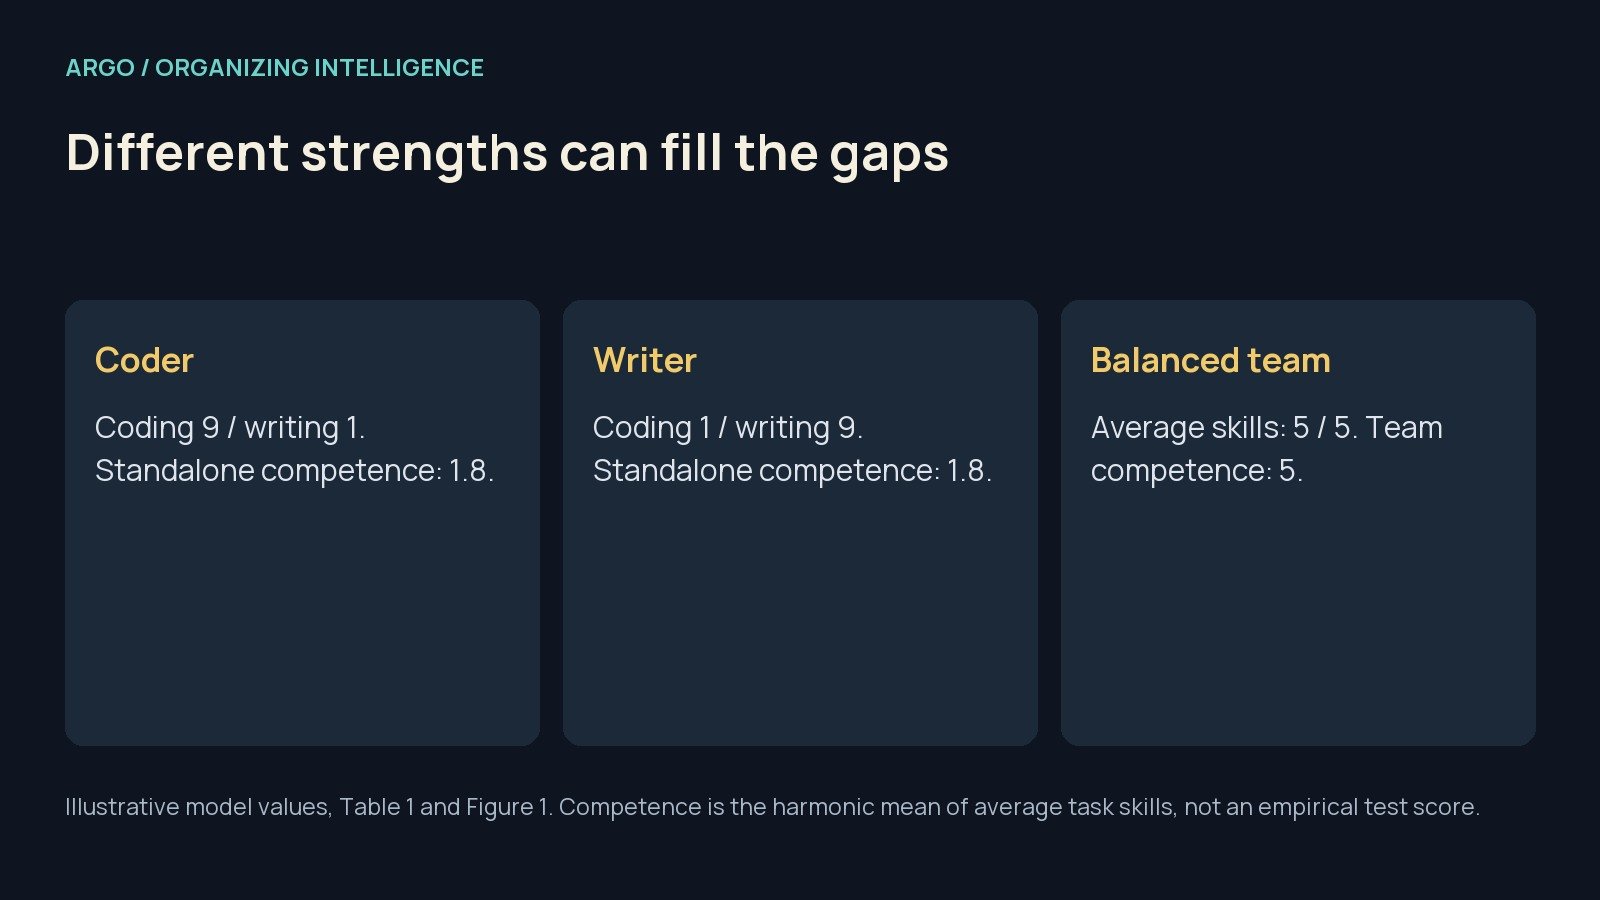 ARGO / ORGANIZING INTELLIGENCE
Different strengths can fill the gaps
Coder
Coding 9 / writing 1.
Standalone competence: 1.8.
Writer
Coding 1 / writing 9.
Standalone competence: 1.8.
Balanced team
Average skills: 5 / 5. Team
competence: 5.
Illustrative model values, Table 1 and Figure 1. Competence is the harmonic mean of average task skills, not an empirical test score.